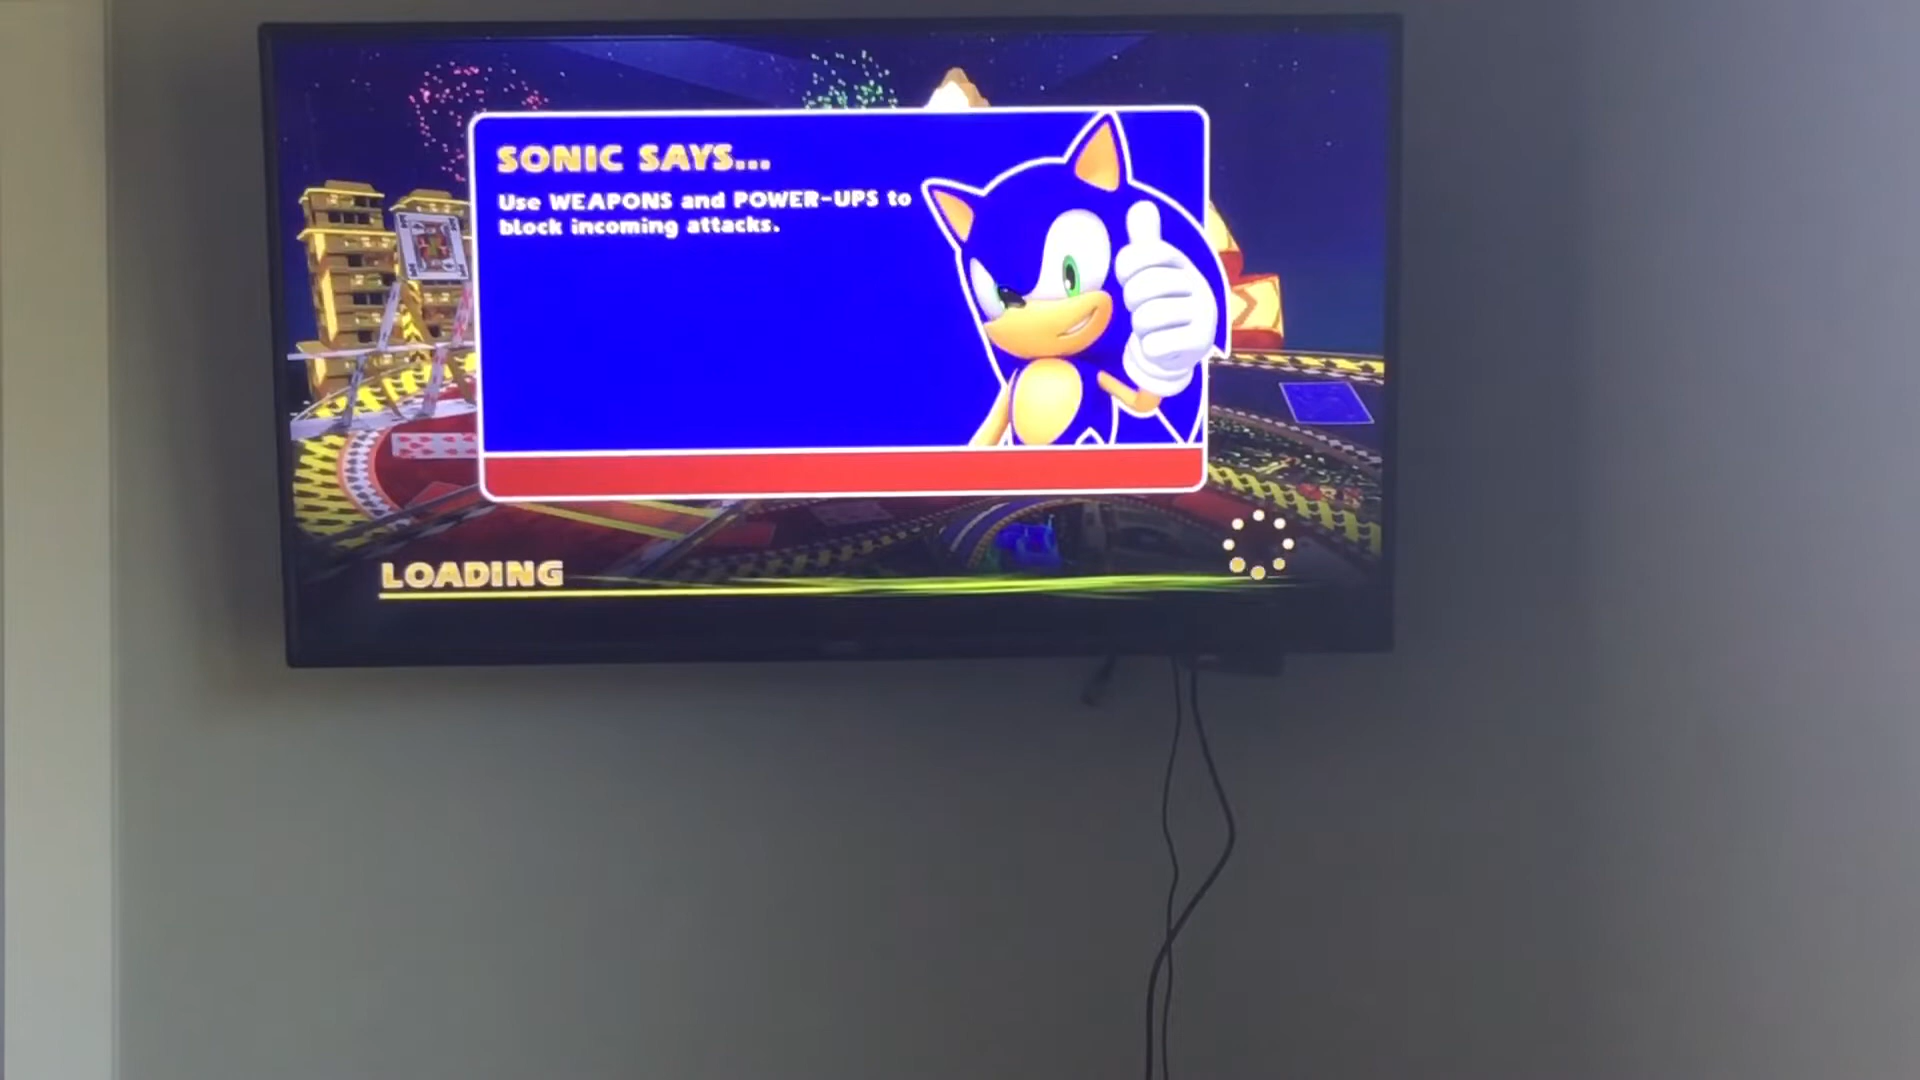 SONIC SAYS...
Use WEAPONS and POWER-UPS to
block incoming attacks.
LOADING